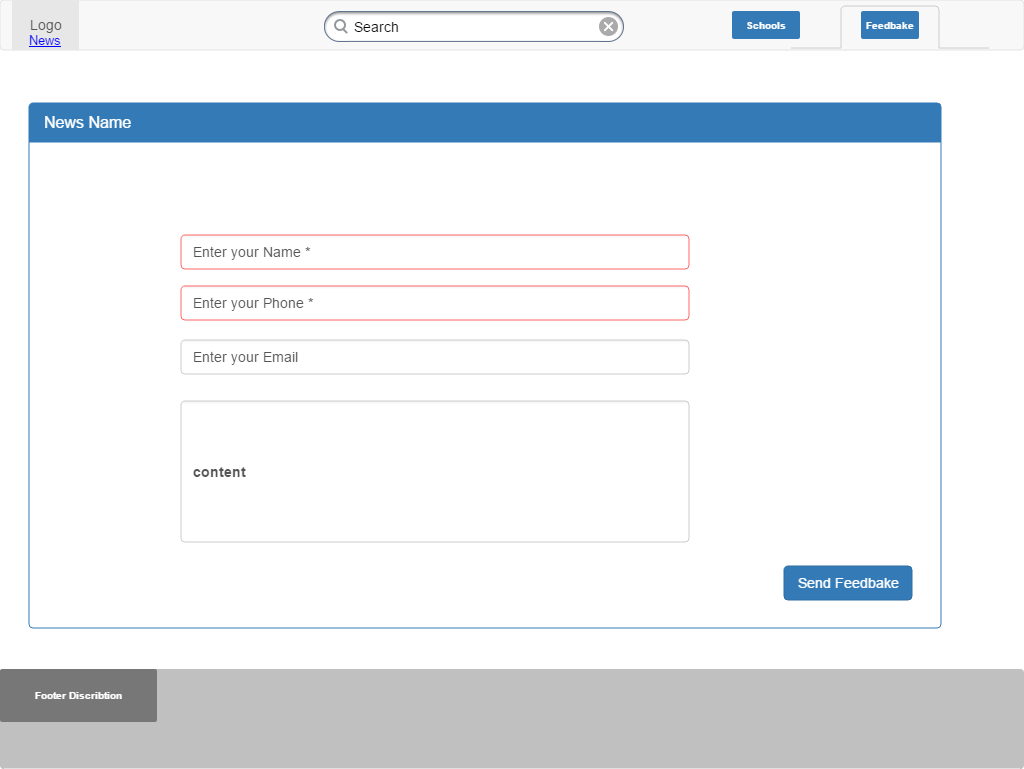 Logo
News
Search
Schools
Feedbake
News Name
Enter your Name *
Enter your Phone *
Enter your Email
content
Send Feedbake
Footer Discribtion